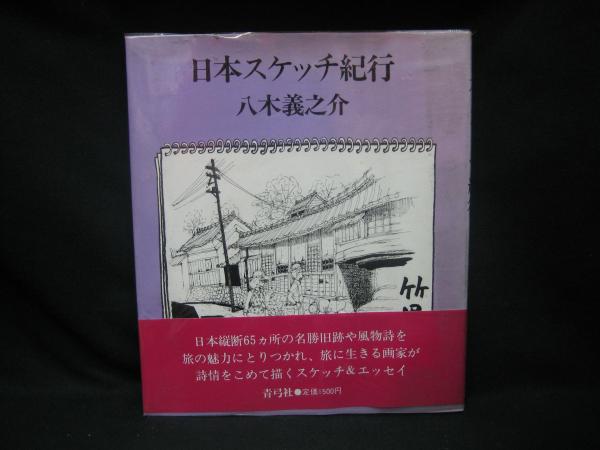 日本スケッチ紀行
八木義之介
竹
日本縦断65ヵ所の名勝旧跡や風物詩を
旅の魅力にとりつかれ、旅に生きる画家が
詩情をこめて描くスケッチ&エッセイ
青弓社●定価1500円